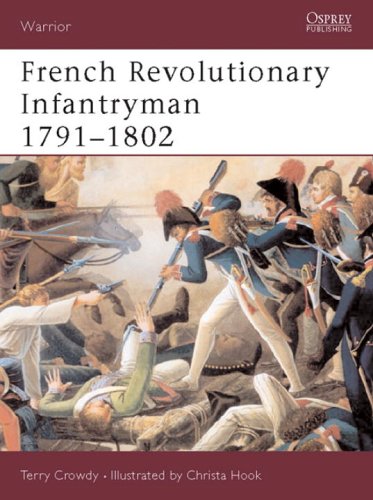 Warrior
OSPREY
PUBLISHING
French Revolutionary
Infantryman
1791–1802
Terry Crowdy • Illustrated by Christa Hook